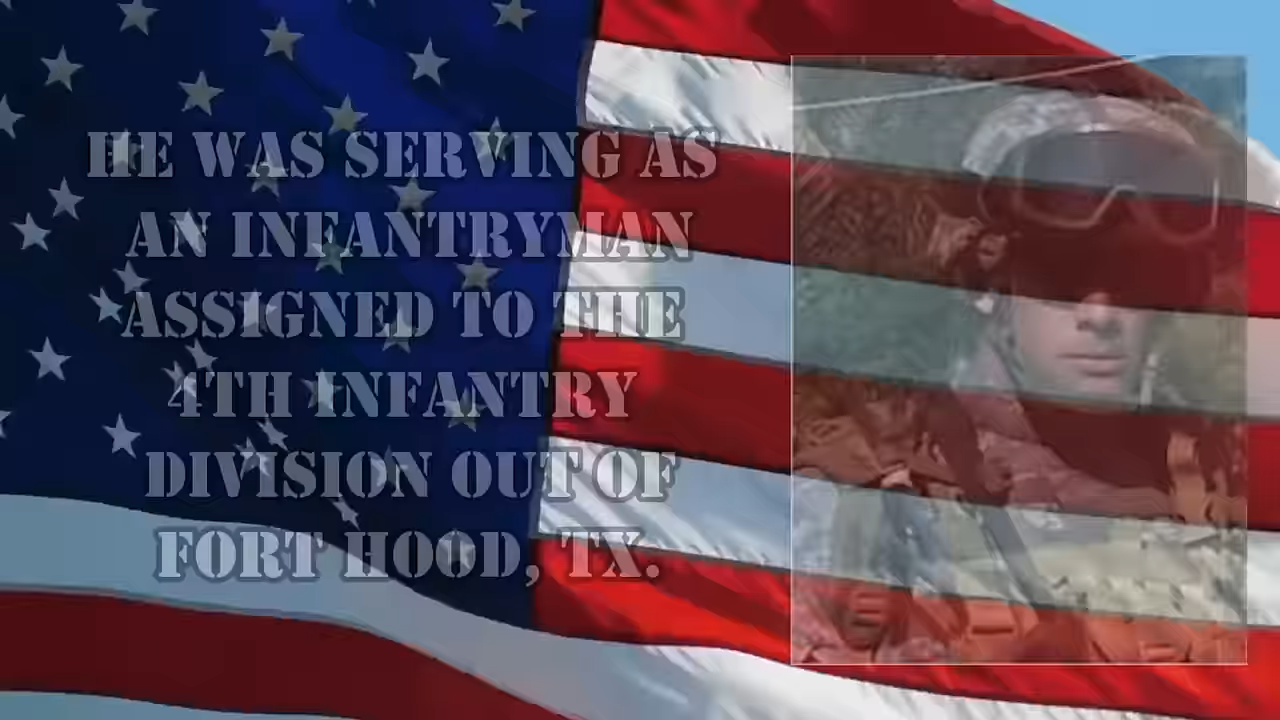 HE WAS SERVING AS
AN INFANTRYMAN
ASSIGNED TO THE
4TH INFANTRY
DIVISION OUT OF
FORT HOOD, TX.